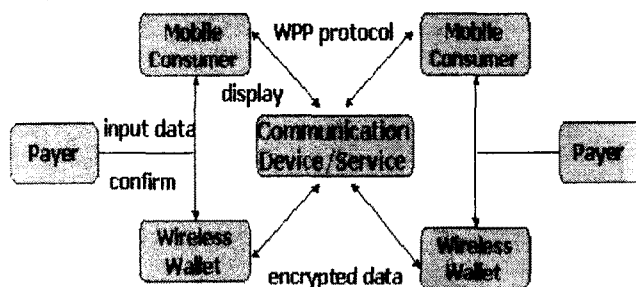 Mobile
Consumer
WPP protocol
Mobile
Consumer
display
input data
Payer
confirm
Communication
Device/Service
Payer
Wireless
Wallet
encrypted data
Wireless
Wallet